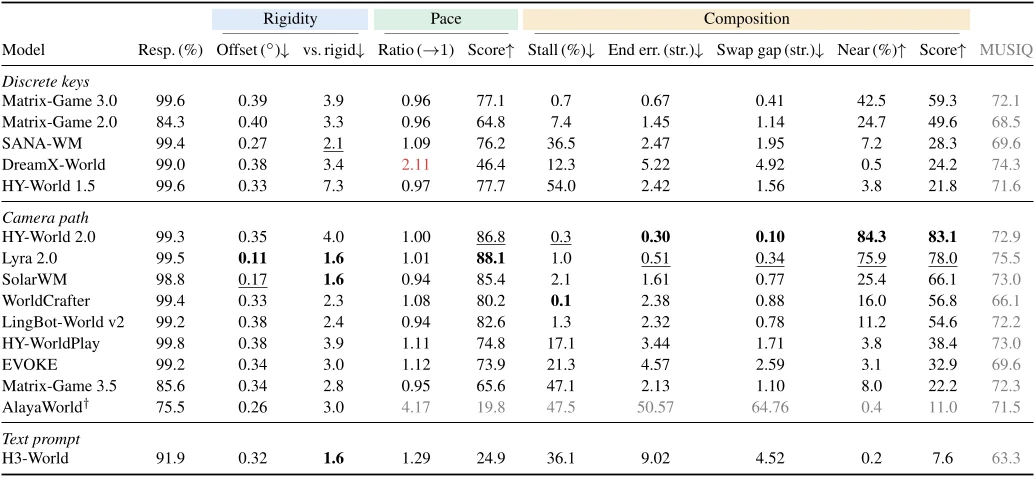 Rigidity Pace Composition
Model Resp. (%) Offset (°)↓ vs. rigid↓ Ratio (→1) Score↑ Stall (%)↓ End err. (str.)↓ Swap gap (str.)↓ Near (%)↑ Score↑ MUSIQ
Discrete keys
Matrix-Game 3.0 99.6 0.39 3.9 0.96 77.1 0.7 0.67 0.41 42.5 59.3 72.1
Matrix-Game 2.0 84.3 0.40 3.3 0.96 64.8 7.4 1.45 1.14 24.7 49.6 68.5
SANA-WM 99.4 0.27 2.1 1.09 76.2 36.5 2.47 1.95 7.2 28.3 69.6
DreamX-World 99.0 0.38 3.4 2.11 46.4 12.3 5.22 4.92 0.5 24.2 74.3
HY-World 1.5 99.6 0.33 7.3 0.97 77.7 54.0 2.42 1.56 3.8 21.8 71.6
Camera path
HY-World 2.0 99.3 0.35 4.0 1.00 86.8 0.3 0.30 0.10 84.3 83.1 72.9
Lyra 2.0 99.5 0.11 1.6 1.01 88.1 1.0 0.51 0.34 75.9 78.0 75.5
SolarWM 98.8 0.17 1.6 0.94 85.4 2.1 1.61 0.77 25.4 66.1 73.0
WorldCrafter 99.4 0.33 2.3 1.08 80.2 0.1 2.38 0.88 16.0 56.8 66.1
LingBot-World v2 99.2 0.38 2.4 0.94 82.6 1.3 2.32 0.78 11.2 54.6 72.2
HY-WorldPlay 99.8 0.38 3.9 1.11 74.8 17.1 3.44 1.71 3.8 38.4 73.0
EVOKE 99.2 0.34 3.0 1.12 73.9 21.3 4.57 2.59 3.1 32.9 69.6
Matrix-Game 3.5 85.6 0.34 2.8 0.95 65.6 47.1 2.13 1.10 8.0 22.2 72.3
AlayaWorld† 75.5 0.26 3.0 4.17 19.8 47.5 50.57 64.76 0.4 11.0 71.5
Text prompt
H3-World 91.9 0.32 1.6 1.29 24.9 36.1 9.02 4.52 0.2 7.6 63.3